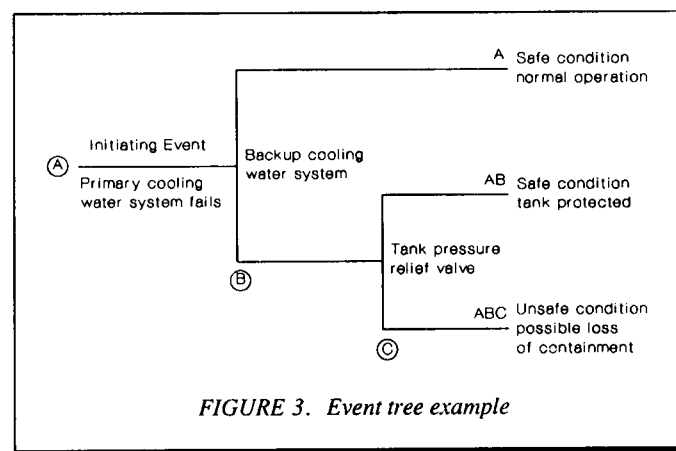 A Safe condition
normal operation
Initiating Event
A
Primary cooling
water system fails
Backup cooling
water system
AB Safe condition
tank protected
B
Tank pressure
relief valve
ABC Unsafe condition
possible loss
of containment
C
FIGURE 3. Event tree example